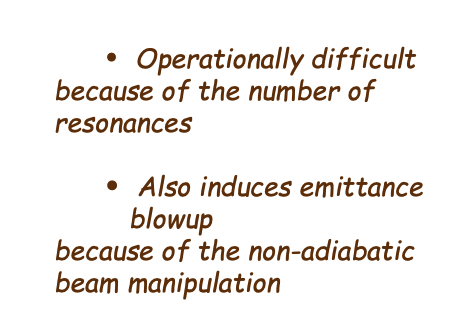 • Operationally difficult
because of the number of
resonances
• Also induces emittance
blowup
because of the non-adiabatic
beam manipulation